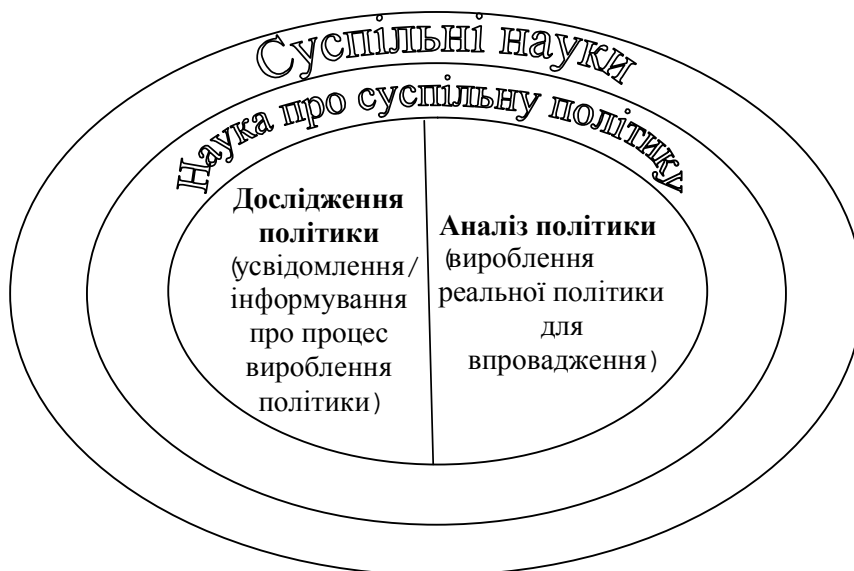 Суспільні науки
Наука про суспільну політику
Дослідження
політики
(усвідомлення/
інформування
про процес
вироблення
політики)
Аналіз політики
(вироблення
реальної політики
для
впровадження)